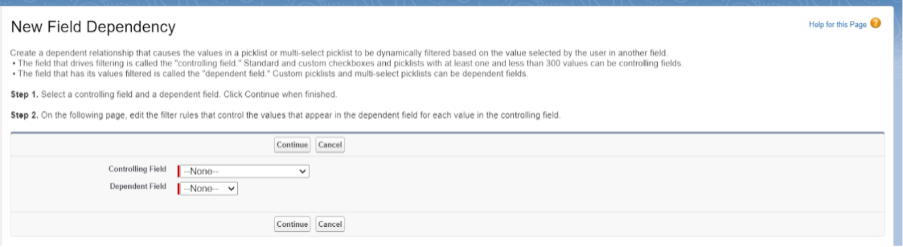 New Field Dependency
Help for this Page
Create a dependent relationship that causes the values in a picklist or multi-select picklist to be dynamically filtered based on the value selected by the user in another field.
• The field that drives filtering is called the "controlling field." Standard and custom checkboxes and picklists with at least one and less than 300 values can be controlling fields.
• The field that has its values filtered is called the "dependent field." Custom picklists and multi-select picklists can be dependent fields.
Step 1. Select a controlling field and a dependent field. Click Continue when finished.
Step 2. On the following page, edit the filter rules that control the values that appear in the dependent field for each value in the controlling field.
Continue Cancel
Controlling Field --None--
Dependent Field --None--
Continue Cancel